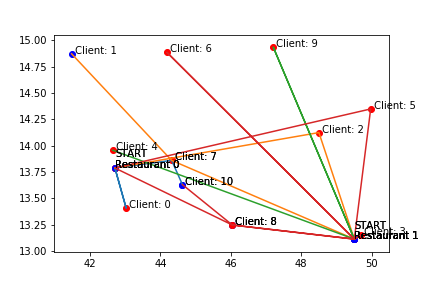 15.00
14.75
14.50
14.25
14.00
13.75
13.50
13.25
13.00
42
44
46
48
50
Client: 9
Client: 1
Client: 6
Client: 5
Client: 2
Client: 4
START
Client: 7
Restaurant 0
Client: 10
Client: 0
Client: 8
START
Client: 3
Restaurant 1